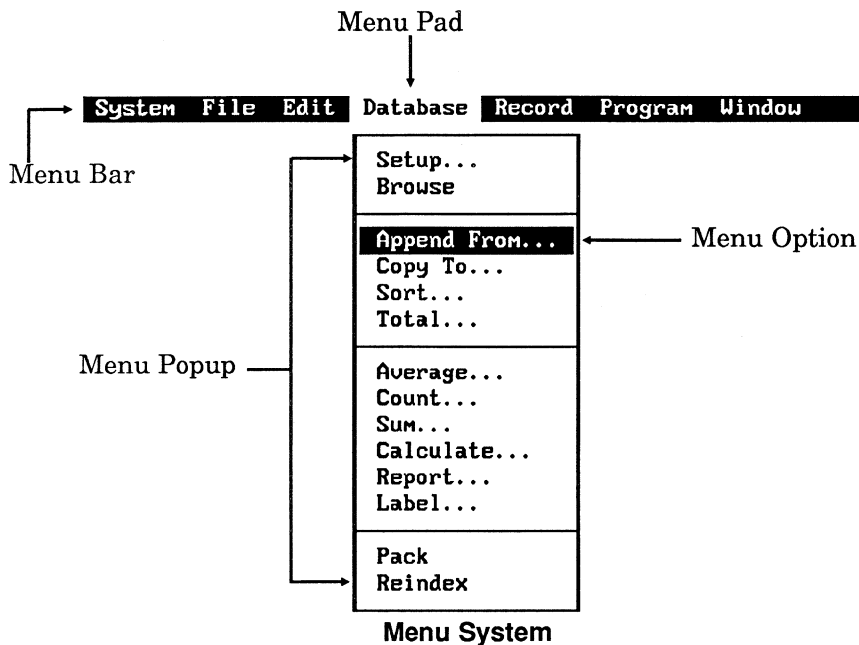 Menu Pad
System File Edit Database Record Program Window
Menu Bar
Setup...
Browse
Append From...
Menu Option
Copy To...
Sort...
Total...
Menu Popup
Average...
Count...
Sum...
Calculate...
Report...
Label...
Pack
Reindex
Menu System